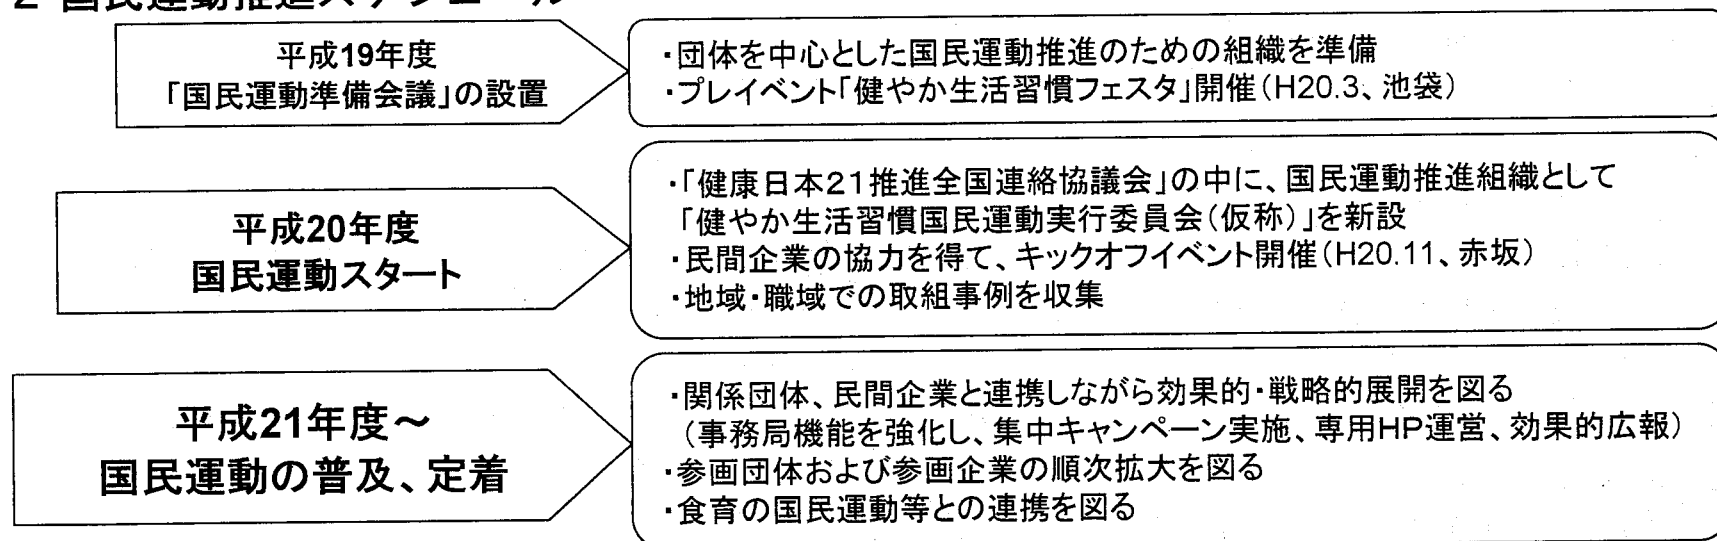 2 国民運動推進スケジュール
平成19年度
「国民運動準備会議」の設置
・団体を中心とした国民運動推進のための組織を準備
・プレイベント「健やか生活習慣フェスタ」開催(H20.3、池袋)
平成20年度
国民運動スタート
・「健康日本21推進全国連絡協議会」の中に、国民運動推進組織として
「健やか生活習慣国民運動実行委員会(仮称)」を新設
・民間企業の協力を得て、キックオフイベント開催(H20.11、赤坂)
・地域・職域での取組事例を収集
平成21年度~
国民運動の普及、定着
・関係団体、民間企業と連携しながら効果的・戦略的展開を図る
(事務局機能を強化し、集中キャンペーン実施、専用HP運営、効果的広報)
・参画団体および参画企業の順次拡大を図る
・食育の国民運動等との連携を図る